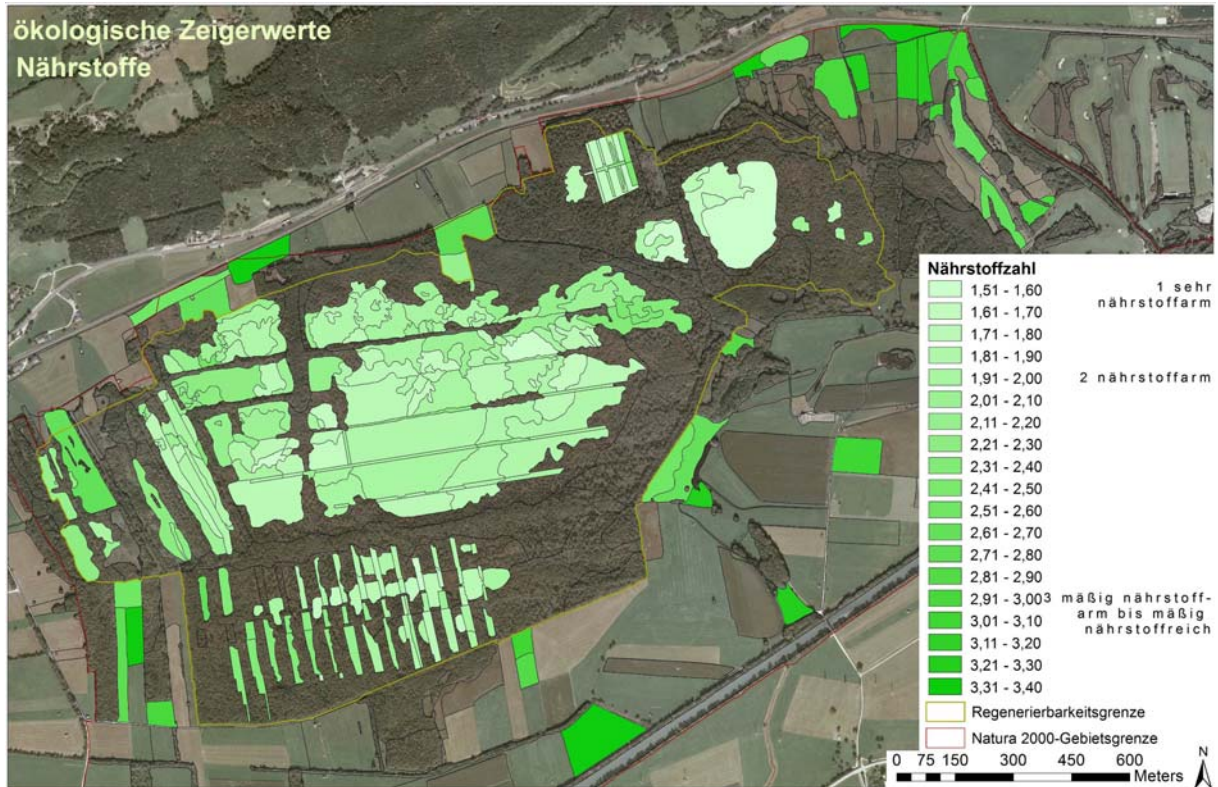 ökologische Zeigerwerte
Nährstoffe
Nährstoffzahl
1,51 - 1,60
1 sehr
nährstoffarm
1,61 - 1,70
1,71 - 1,80
1,81 - 1,90
1,91 - 2,00
2 nährstoffarm
2,01 - 2,10
2,11 - 2,20
2,21 - 2,30
2,31 - 2,40
2,41 - 2,50
2,51 - 2,60
2,61 - 2,70
2,71 - 2,80
2,81 - 2,90
2,91 - 3,00
3 mäßig nährstoff-
arm bis mäßig
nährstoffreich
3,01 - 3,10
3,11 - 3,20
3,21 - 3,30
3,31 - 3,40
Regenerierbarkeitsgrenze
Natura 2000-Gebietsgrenze
0 75 150 300 450 600
Meters
N